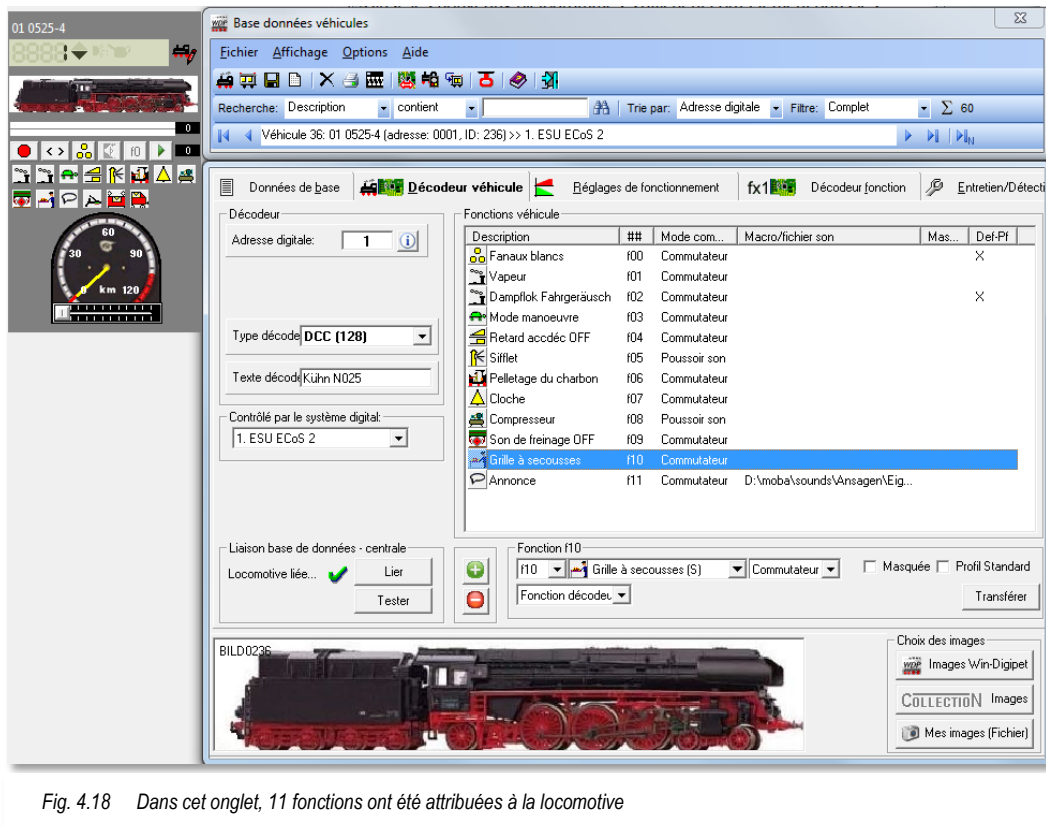 01 0525-4
0
f0
0
60
30
90
0
km 120
WDP
Base données véhicules
Fichier Affichage Options Aide
Recherche: Description contient Trie par: Adresse digitale Filtre: Complet Σ 60
Véhicule 36: 01 0525-4 (adresse: 0001, ID: 236) >> 1. ESU ECoS 2
N
Données de base Décodeur véhicule Réglages de fonctionnement fx1 Décodeur fonction Entretien/Détecti
Décodeur
Adresse digitale: 1
Type décode DCC (128)
Texte décod Kühn N025
Contrôlé par le système digital:
1. ESU ECoS 2
Fonctions véhicule
Description ## Mode com... Macro/fichier son Mas... Def-Pf
Fanaux blancs f00 Commutateur X
Vapeur f01 Commutateur
Dampflok Fahrgeräusch f02 Commutateur X
Mode manoeuvre f03 Commutateur
Retard accdéc OFF f04 Commutateur
Sifflet f05 Poussoir son
Pelletage du charbon f06 Commutateur
Cloche f07 Commutateur
Compresseur f08 Poussoir son
Son de freinage OFF f09 Commutateur
Grille à secousses f10 Commutateur
Annonce f11 Commutateur D:\moba\sounds\Ansagen\Eig...
Liaison base de données - centrale
Locomotive liée... Lier
Tester
Fonction f10
f10 Grille à secousses (S) Commutateur Masquée Profil Standard
Fonction décodeu Transférer
BILD0236
Choix des images
WDP Images Win-Digipet
COLLECTION Images
Mes images (Fichier)
Fig. 4.18 Dans cet onglet, 11 fonctions ont été attribuées à la locomotive